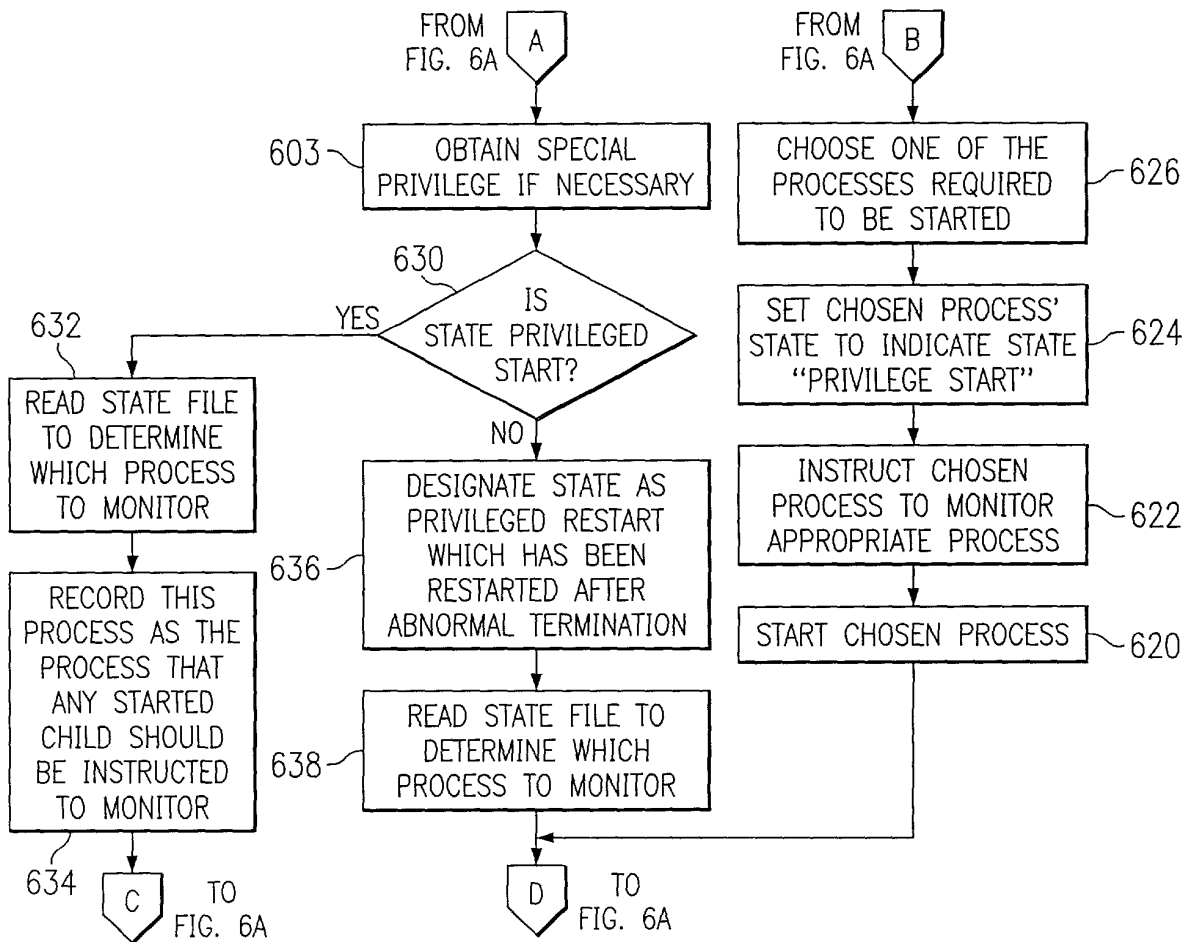 FROM
FIG. 6A
A
603
OBTAIN SPECIAL
PRIVILEGE IF NECESSARY
630
IS
STATE PRIVILEGED
START?
YES
NO
632
READ STATE FILE
TO DETERMINE
WHICH PROCESS
TO MONITOR
RECORD THIS
PROCESS AS THE
PROCESS THAT
ANY STARTED
CHILD SHOULD
BE INSTRUCTED
TO MONITOR
634
C
TO
FIG. 6A
636
DESIGNATE STATE AS
PRIVILEGED RESTART
WHICH HAS BEEN
RESTARTED AFTER
ABNORMAL TERMINATION
638
READ STATE FILE TO
DETERMINE WHICH
PROCESS TO MONITOR
D
TO
FIG. 6A
FROM
FIG. 6A
B
CHOOSE ONE OF THE
PROCESSES REQUIRED
TO BE STARTED
626
SET CHOSEN PROCESS'
STATE TO INDICATE STATE
"PRIVILEGE START"
624
INSTRUCT CHOSEN
PROCESS TO MONITOR
APPROPRIATE PROCESS
622
START CHOSEN PROCESS
620